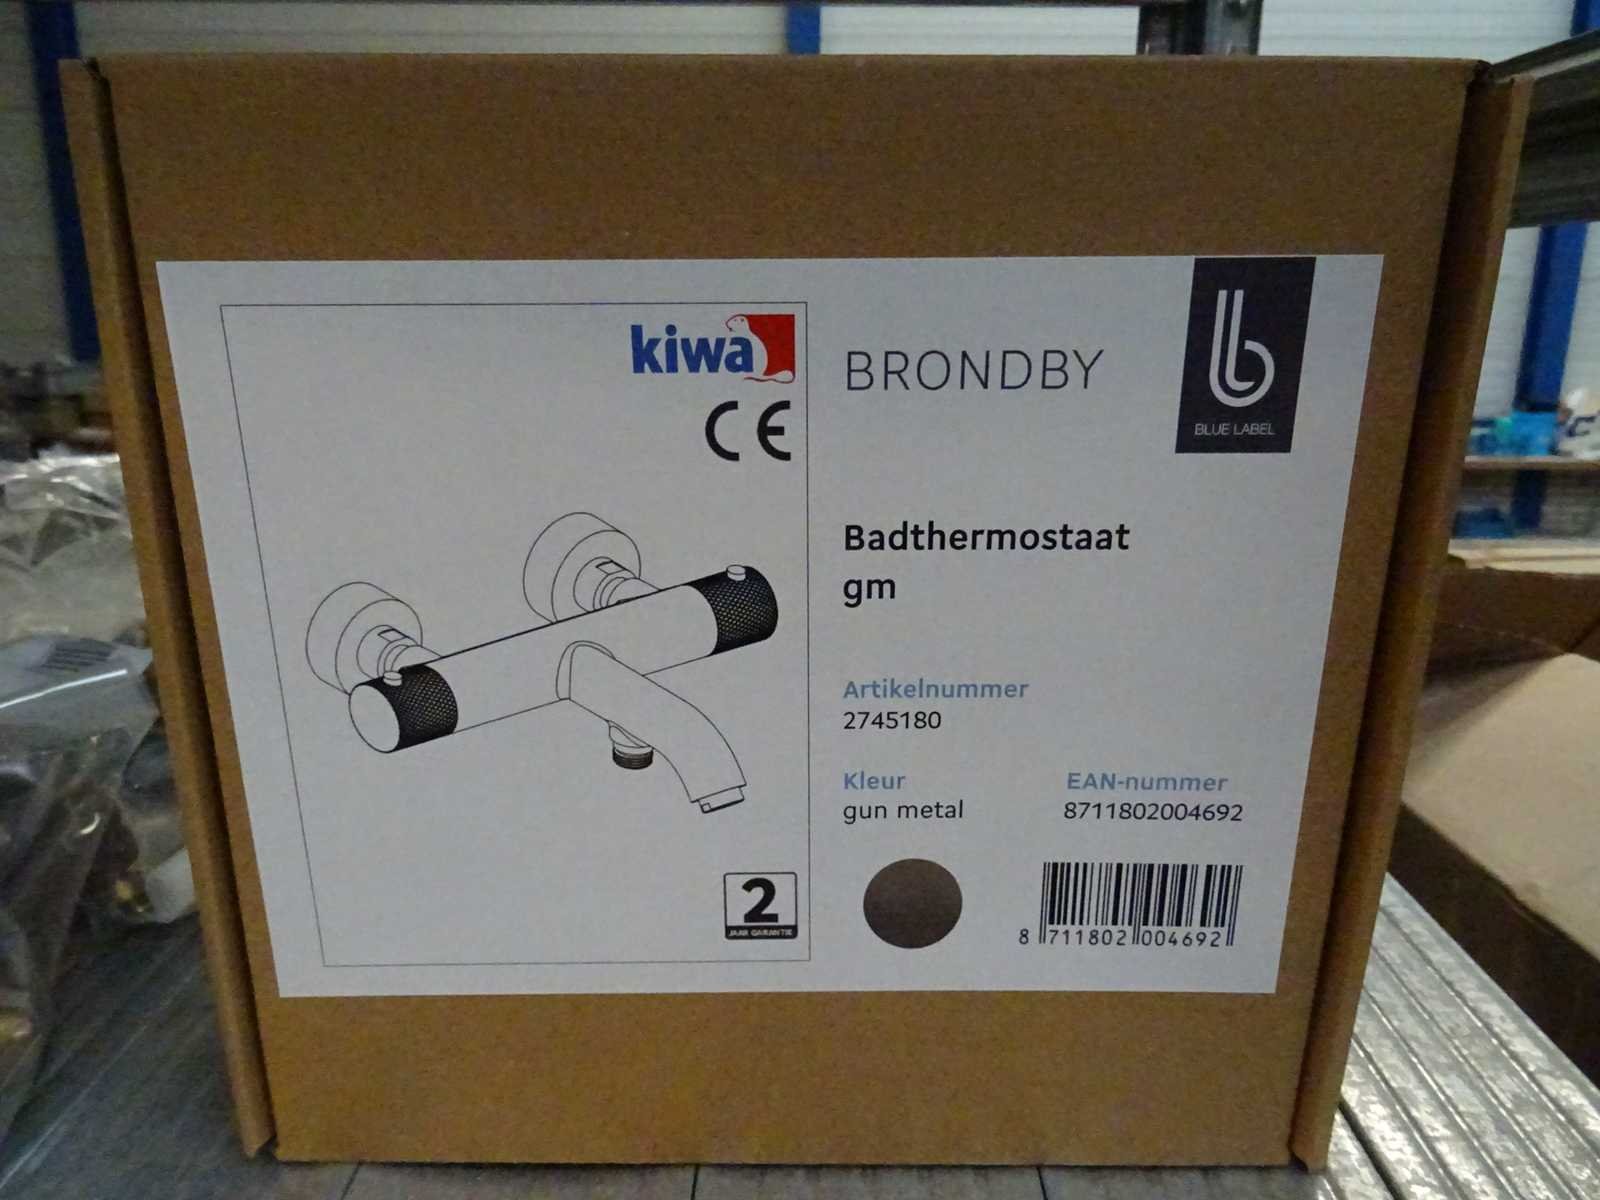 kiwa
CE
BRONDBY
BLUE LABEL
Badthermostaat
gm
Artikelnummer
2745180
Kleur
gun metal
EAN-nummer
8711802004692
2
JAAR GARANTIE
8 711802 004692